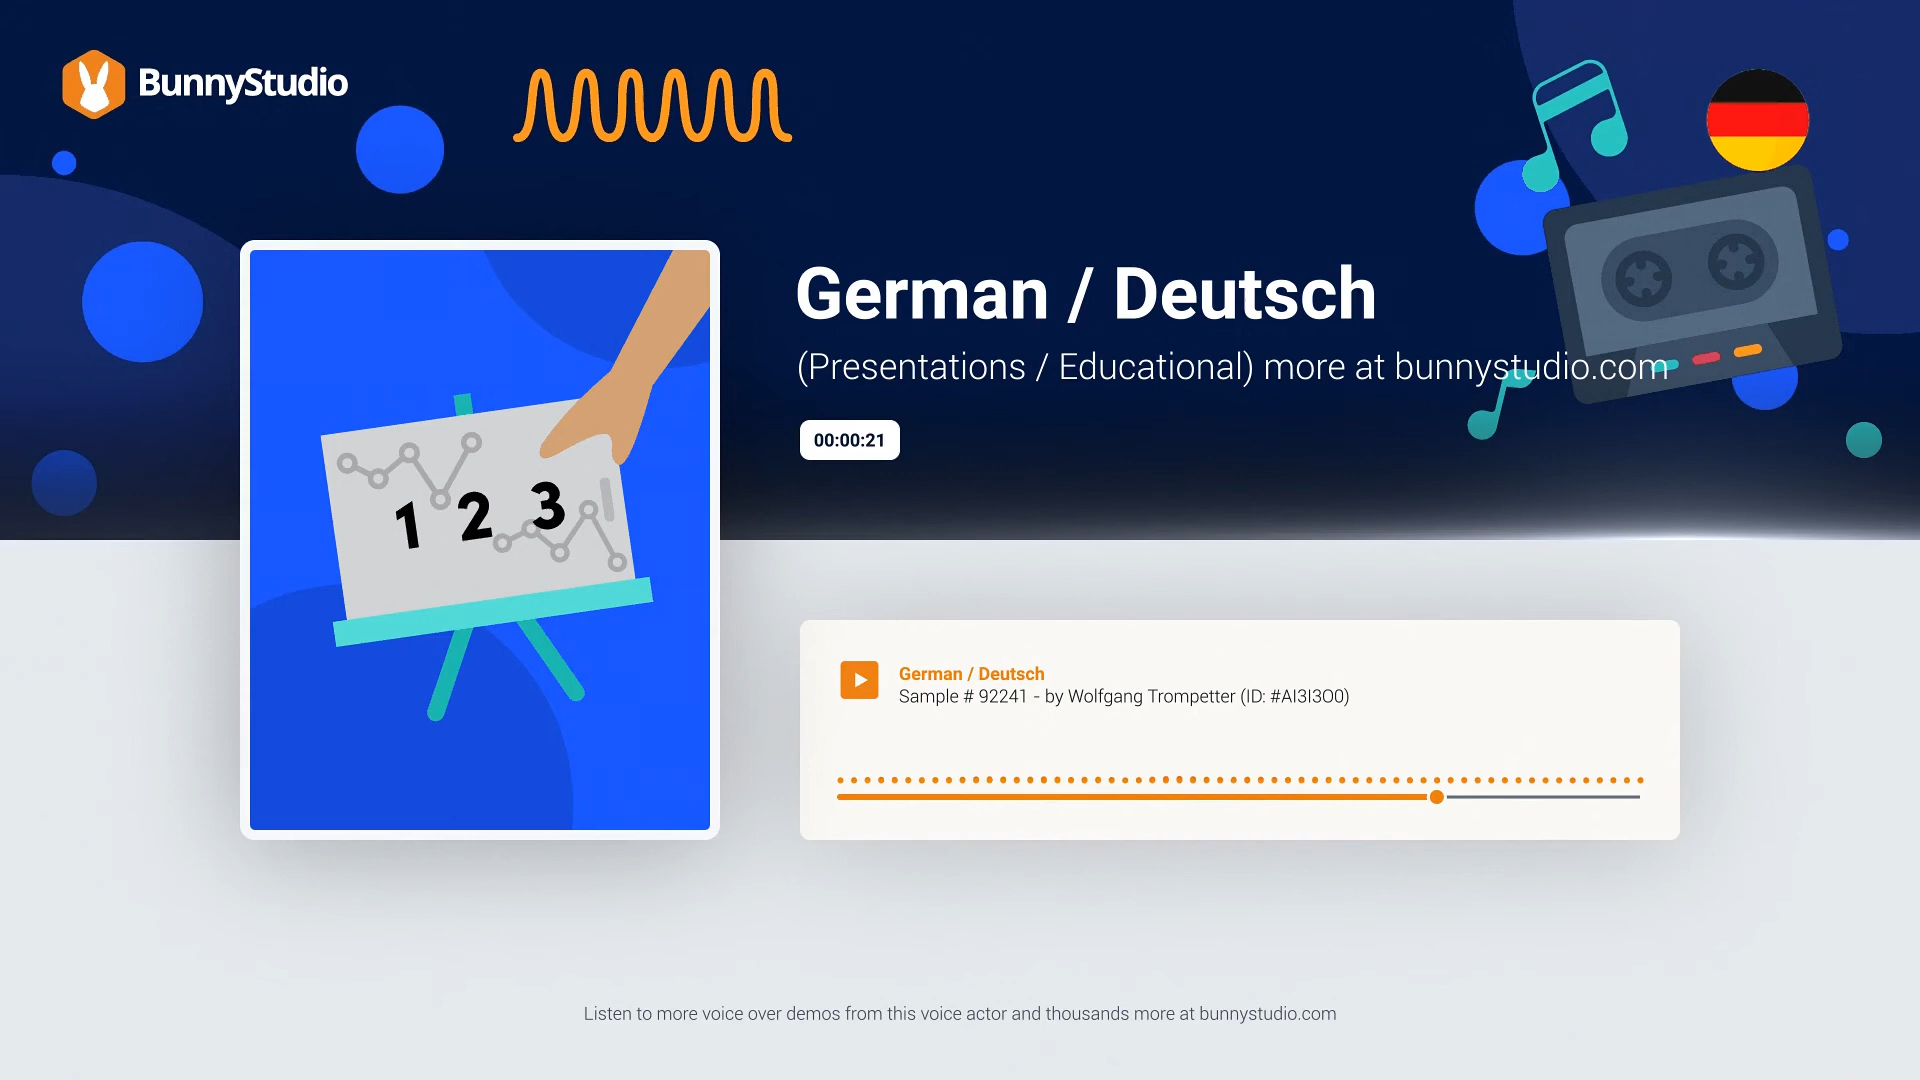 BunnyStudio
German / Deutsch
(Presentations / Educational) more at bunnystudio.com
00:00:21
1 2 3
German / Deutsch
Sample # 92241 - by Wolfgang Trompetter (ID: #AI3I3O0)
Listen to more voice over demos from this voice actor and thousands more at bunnystudio.com